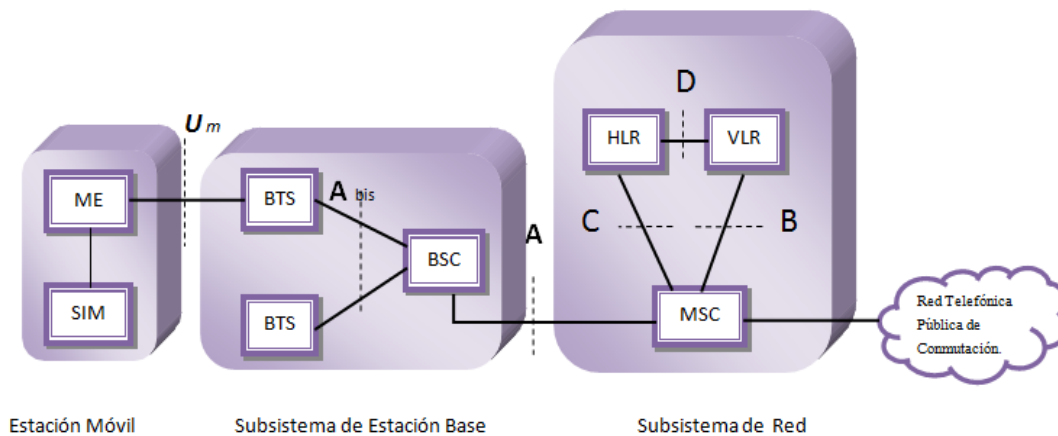 D
HLR
VLR
U m
ME
BTS
A bis
C
B
A
BSC
SIM
BTS
MSC
Red Telefónica
Pública de
Conmutación.
Estación Móvil
Subsistema de Estación Base
Subsistema de Red